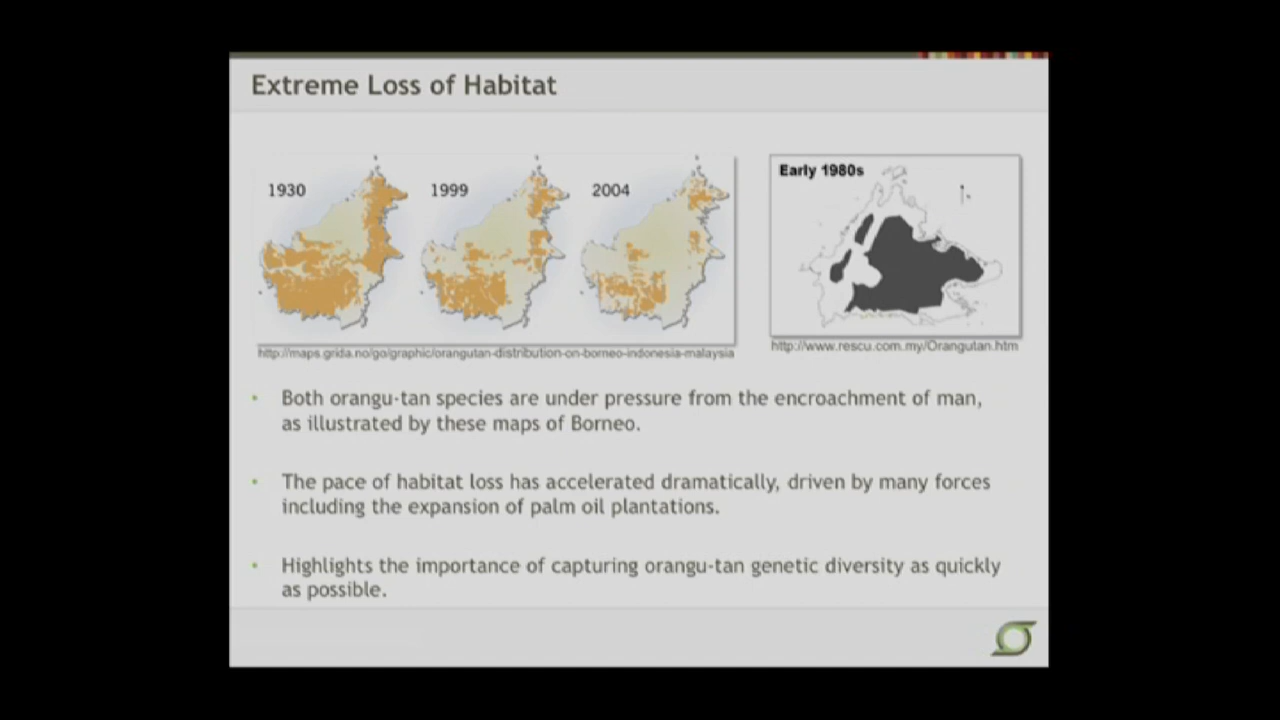 Extreme Loss of Habitat
1930
1999
2004
Early 1980s
http://maps.grida.no/go/graphic/orangutan-distribution-on-borneo-indonesia-malaysia
http://www.rescu.com.my/Orangutan.htm
• Both orangu-tan species are under pressure from the encroachment of man,
as illustrated by these maps of Borneo.
• The pace of habitat loss has accelerated dramatically, driven by many forces
including the expansion of palm oil plantations.
• Highlights the importance of capturing orangu-tan genetic diversity as quickly
as possible.